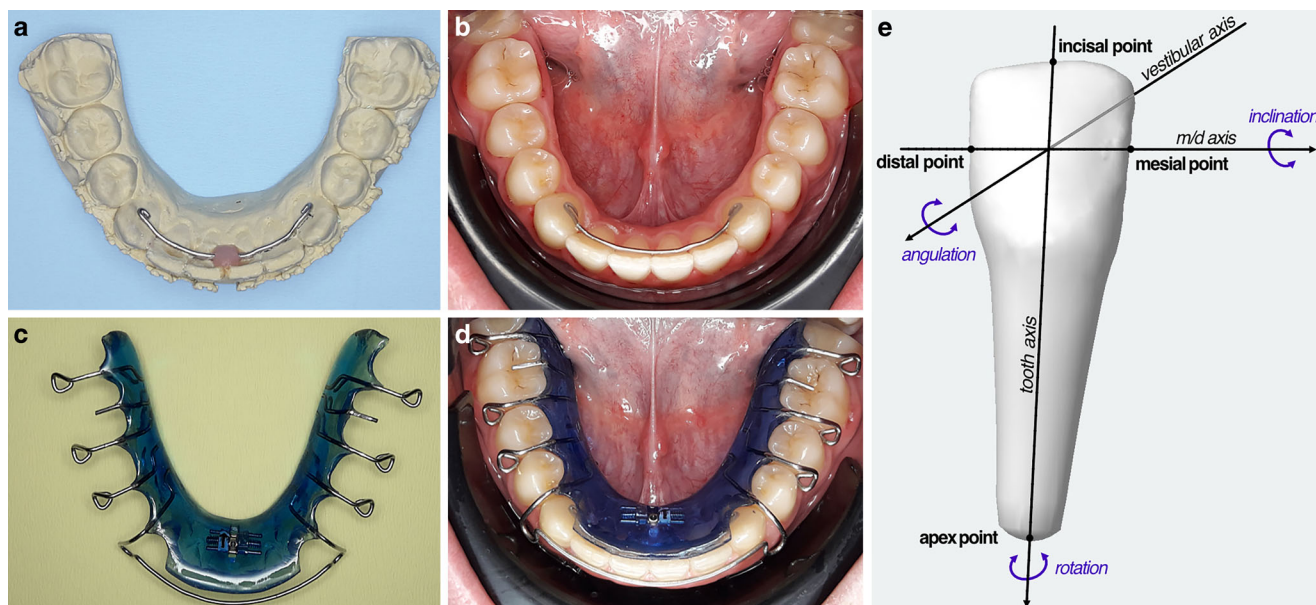 a
b
c
d
e
incisal point
vestibular axis
inclination
m/d axis
distal point
mesial point
angulation
tooth axis
apex point
rotation